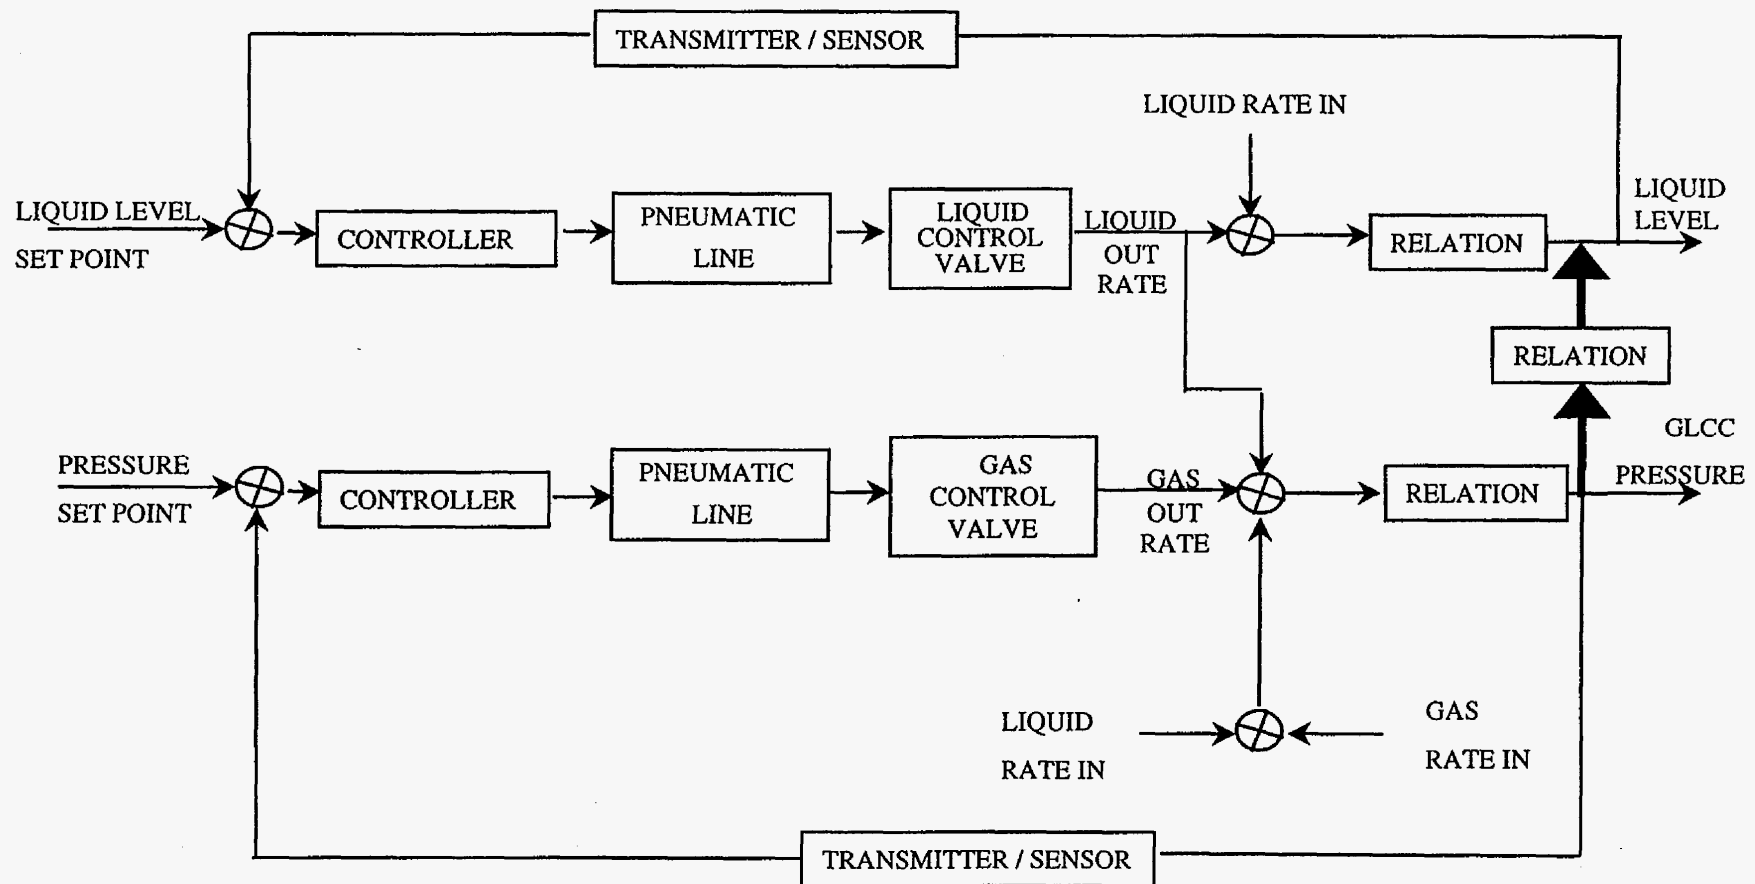 TRANSMITTER / SENSOR
LIQUID RATE IN
LIQUID LEVEL
SET POINT
CONTROLLER
PNEUMATIC
LINE
LIQUID
CONTROL
VALVE
LIQUID
OUT
RATE
RELATION
LIQUID
LEVEL
RELATION
PRESSURE
SET POINT
CONTROLLER
PNEUMATIC
LINE
GAS
CONTROL
VALVE
GAS
OUT
RATE
RELATION
GLCC
PRESSURE
LIQUID
RATE IN
GAS
RATE IN
TRANSMITTER / SENSOR